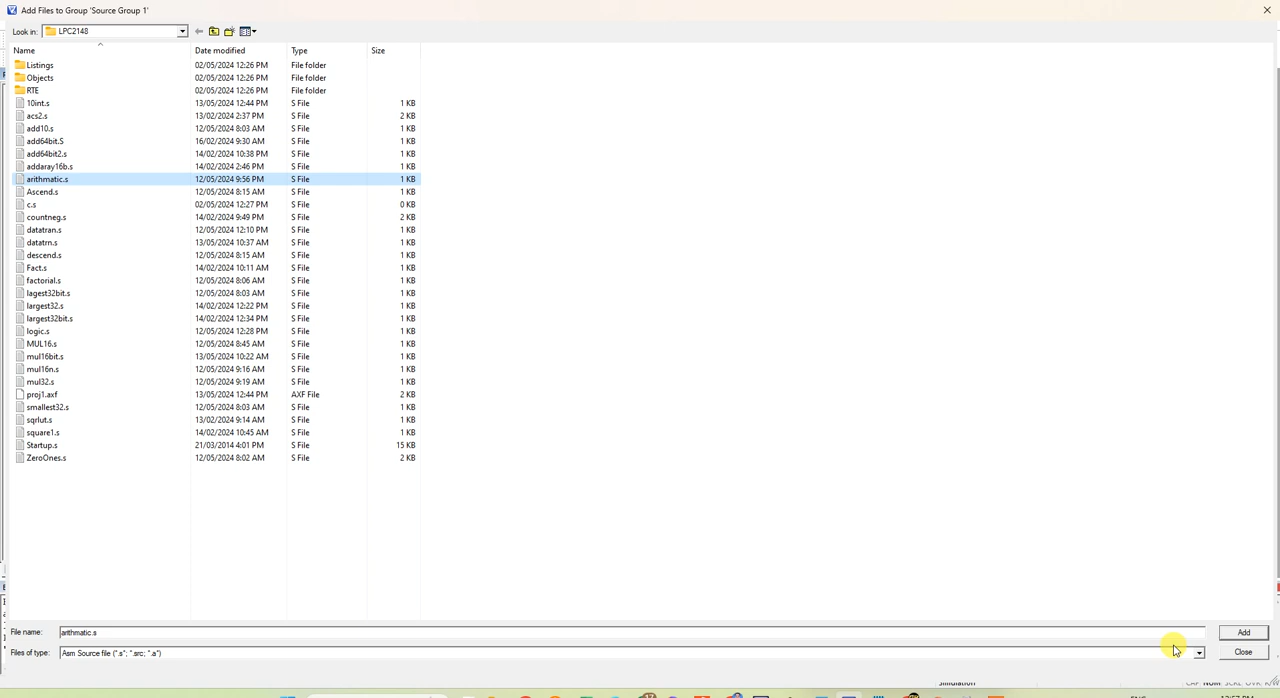 Add Files to Group 'Source Group 1'
Look in: LPC2148
Name Date modified Type Size
Listings 02/05/2024 12:26 PM File folder
Objects 02/05/2024 12:26 PM File folder
RTE 02/05/2024 12:26 PM File folder
10int.s 13/05/2024 12:44 PM S File 1 KB
acs2.s 13/02/2024 2:37 PM S File 2 KB
add10.s 12/05/2024 8:03 AM S File 1 KB
add64bit.S 16/02/2024 9:30 AM S File 1 KB
add64bit2.s 14/02/2024 10:38 PM S File 1 KB
addaray16b.s 14/02/2024 2:46 PM S File 1 KB
arithmatic.s 12/05/2024 9:56 PM S File 1 KB
Ascend.s 12/05/2024 8:15 AM S File 1 KB
c.s 02/05/2024 12:27 PM S File 0 KB
countneg.s 14/02/2024 9:49 PM S File 2 KB
datatran.s 12/05/2024 12:10 PM S File 1 KB
datatrn.s 13/05/2024 10:37 AM S File 1 KB
descend.s 12/05/2024 8:15 AM S File 1 KB
Fact.s 14/02/2024 10:11 AM S File 1 KB
factorial.s 12/05/2024 8:06 AM S File 1 KB
lagest32bit.s 12/05/2024 8:03 AM S File 1 KB
largest32.s 14/02/2024 12:22 PM S File 1 KB
largest32bit.s 14/02/2024 12:34 PM S File 1 KB
logic.s 12/05/2024 12:28 PM S File 1 KB
MUL16.s 12/05/2024 8:45 AM S File 1 KB
mul16bit.s 13/05/2024 10:22 AM S File 1 KB
mul16n.s 12/05/2024 9:16 AM S File 1 KB
mul32.s 12/05/2024 9:19 AM S File 1 KB
proj1.axf 13/05/2024 12:44 PM AXF File 2 KB
smallest32.s 12/05/2024 8:03 AM S File 1 KB
sqrlut.s 13/02/2024 9:14 AM S File 1 KB
square1.s 14/02/2024 10:45 AM S File 1 KB
Startup.s 21/03/2014 4:01 PM S File 15 KB
ZeroOnes.s 12/05/2024 8:02 AM S File 2 KB
File name: arithmatic.s Add
Files of type: Asm Source file (*.s*; *.src; *.a*) Close
Simulation